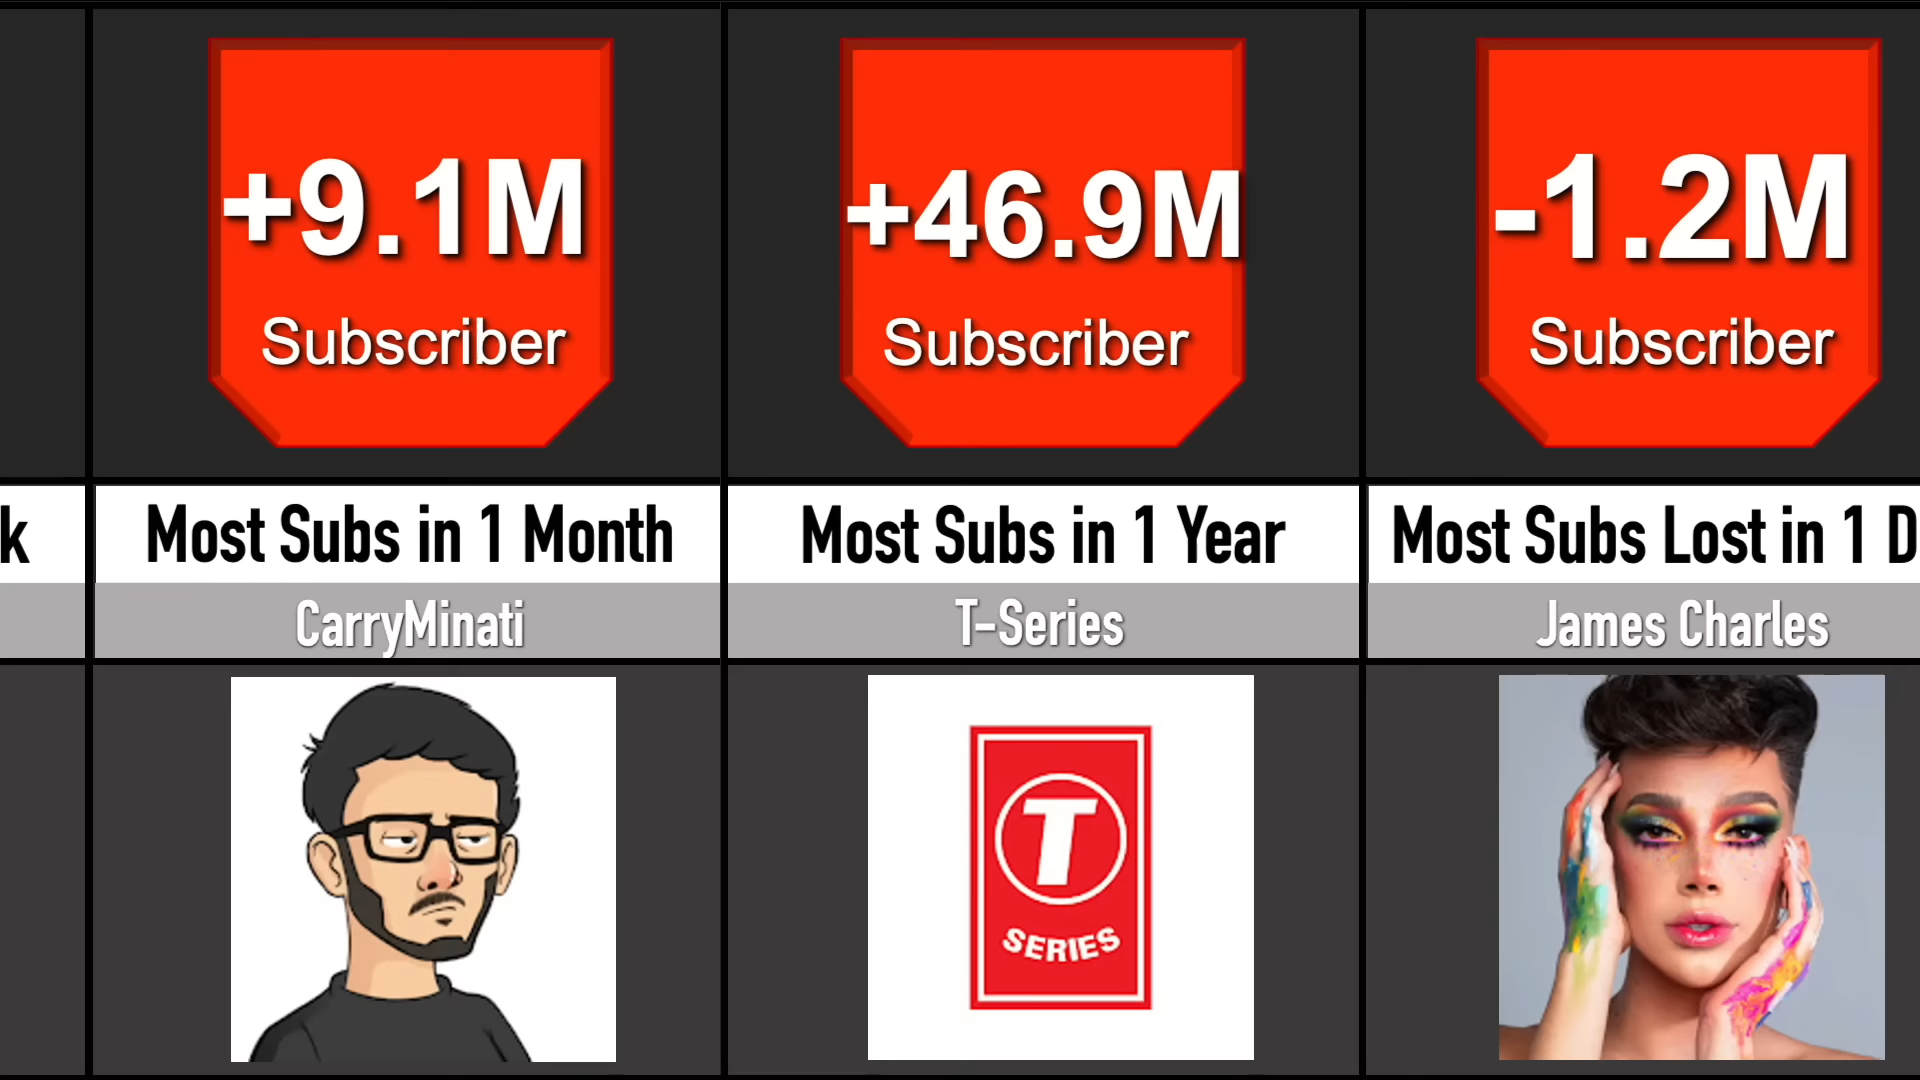 +9.1M
Subscriber
+46.9M
Subscriber
-1.2M
Subscriber
k
Most Subs in 1 Month
CarryMinati
Most Subs in 1 Year
T-Series
Most Subs Lost in 1 D
James Charles
T
SERIES